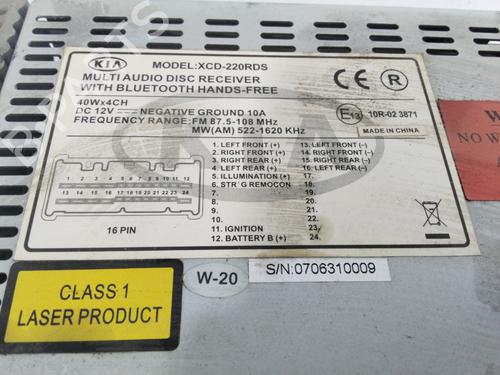 KIA
MODEL:XCD-220RDS
MULTI AUDIO DISC RECEIVER
WITH BLUETOOTH HANDS-FREE
40Wx4CH
DC 12V NEGATIVE GROUND 10A
FREQUENCY RANGE:FM 87.5-108 MHz
MW(AM) 522-1620 KHz
CE
R
E13
10R-02 3871
MADE IN CHINA
1. LEFT FRONT (+) 13. LEFT FRONT (–)
2. RIGHT FRONT (+) 14. RIGHT FRONT (–)
3. RIGHT REAR (+) 15. RIGHT REAR (–)
4. LEFT REAR (+) 16. LEFT REAR (–)
5. ILLUMINATION (+) 17.
6. STR'G REMOCON 18.
7. 19.
8. 20.
9. 21.
10. 22.
11. IGNITION 23.
12. BATTERY B (+) 24.
1 2 3 4 5 6 7 8 9 10 11 12
13 14 15 16 17 18 19 20 21 22 23 24
16 PIN
NO W
CLASS 1
LASER PRODUCT
W-20
S/N:0706310009